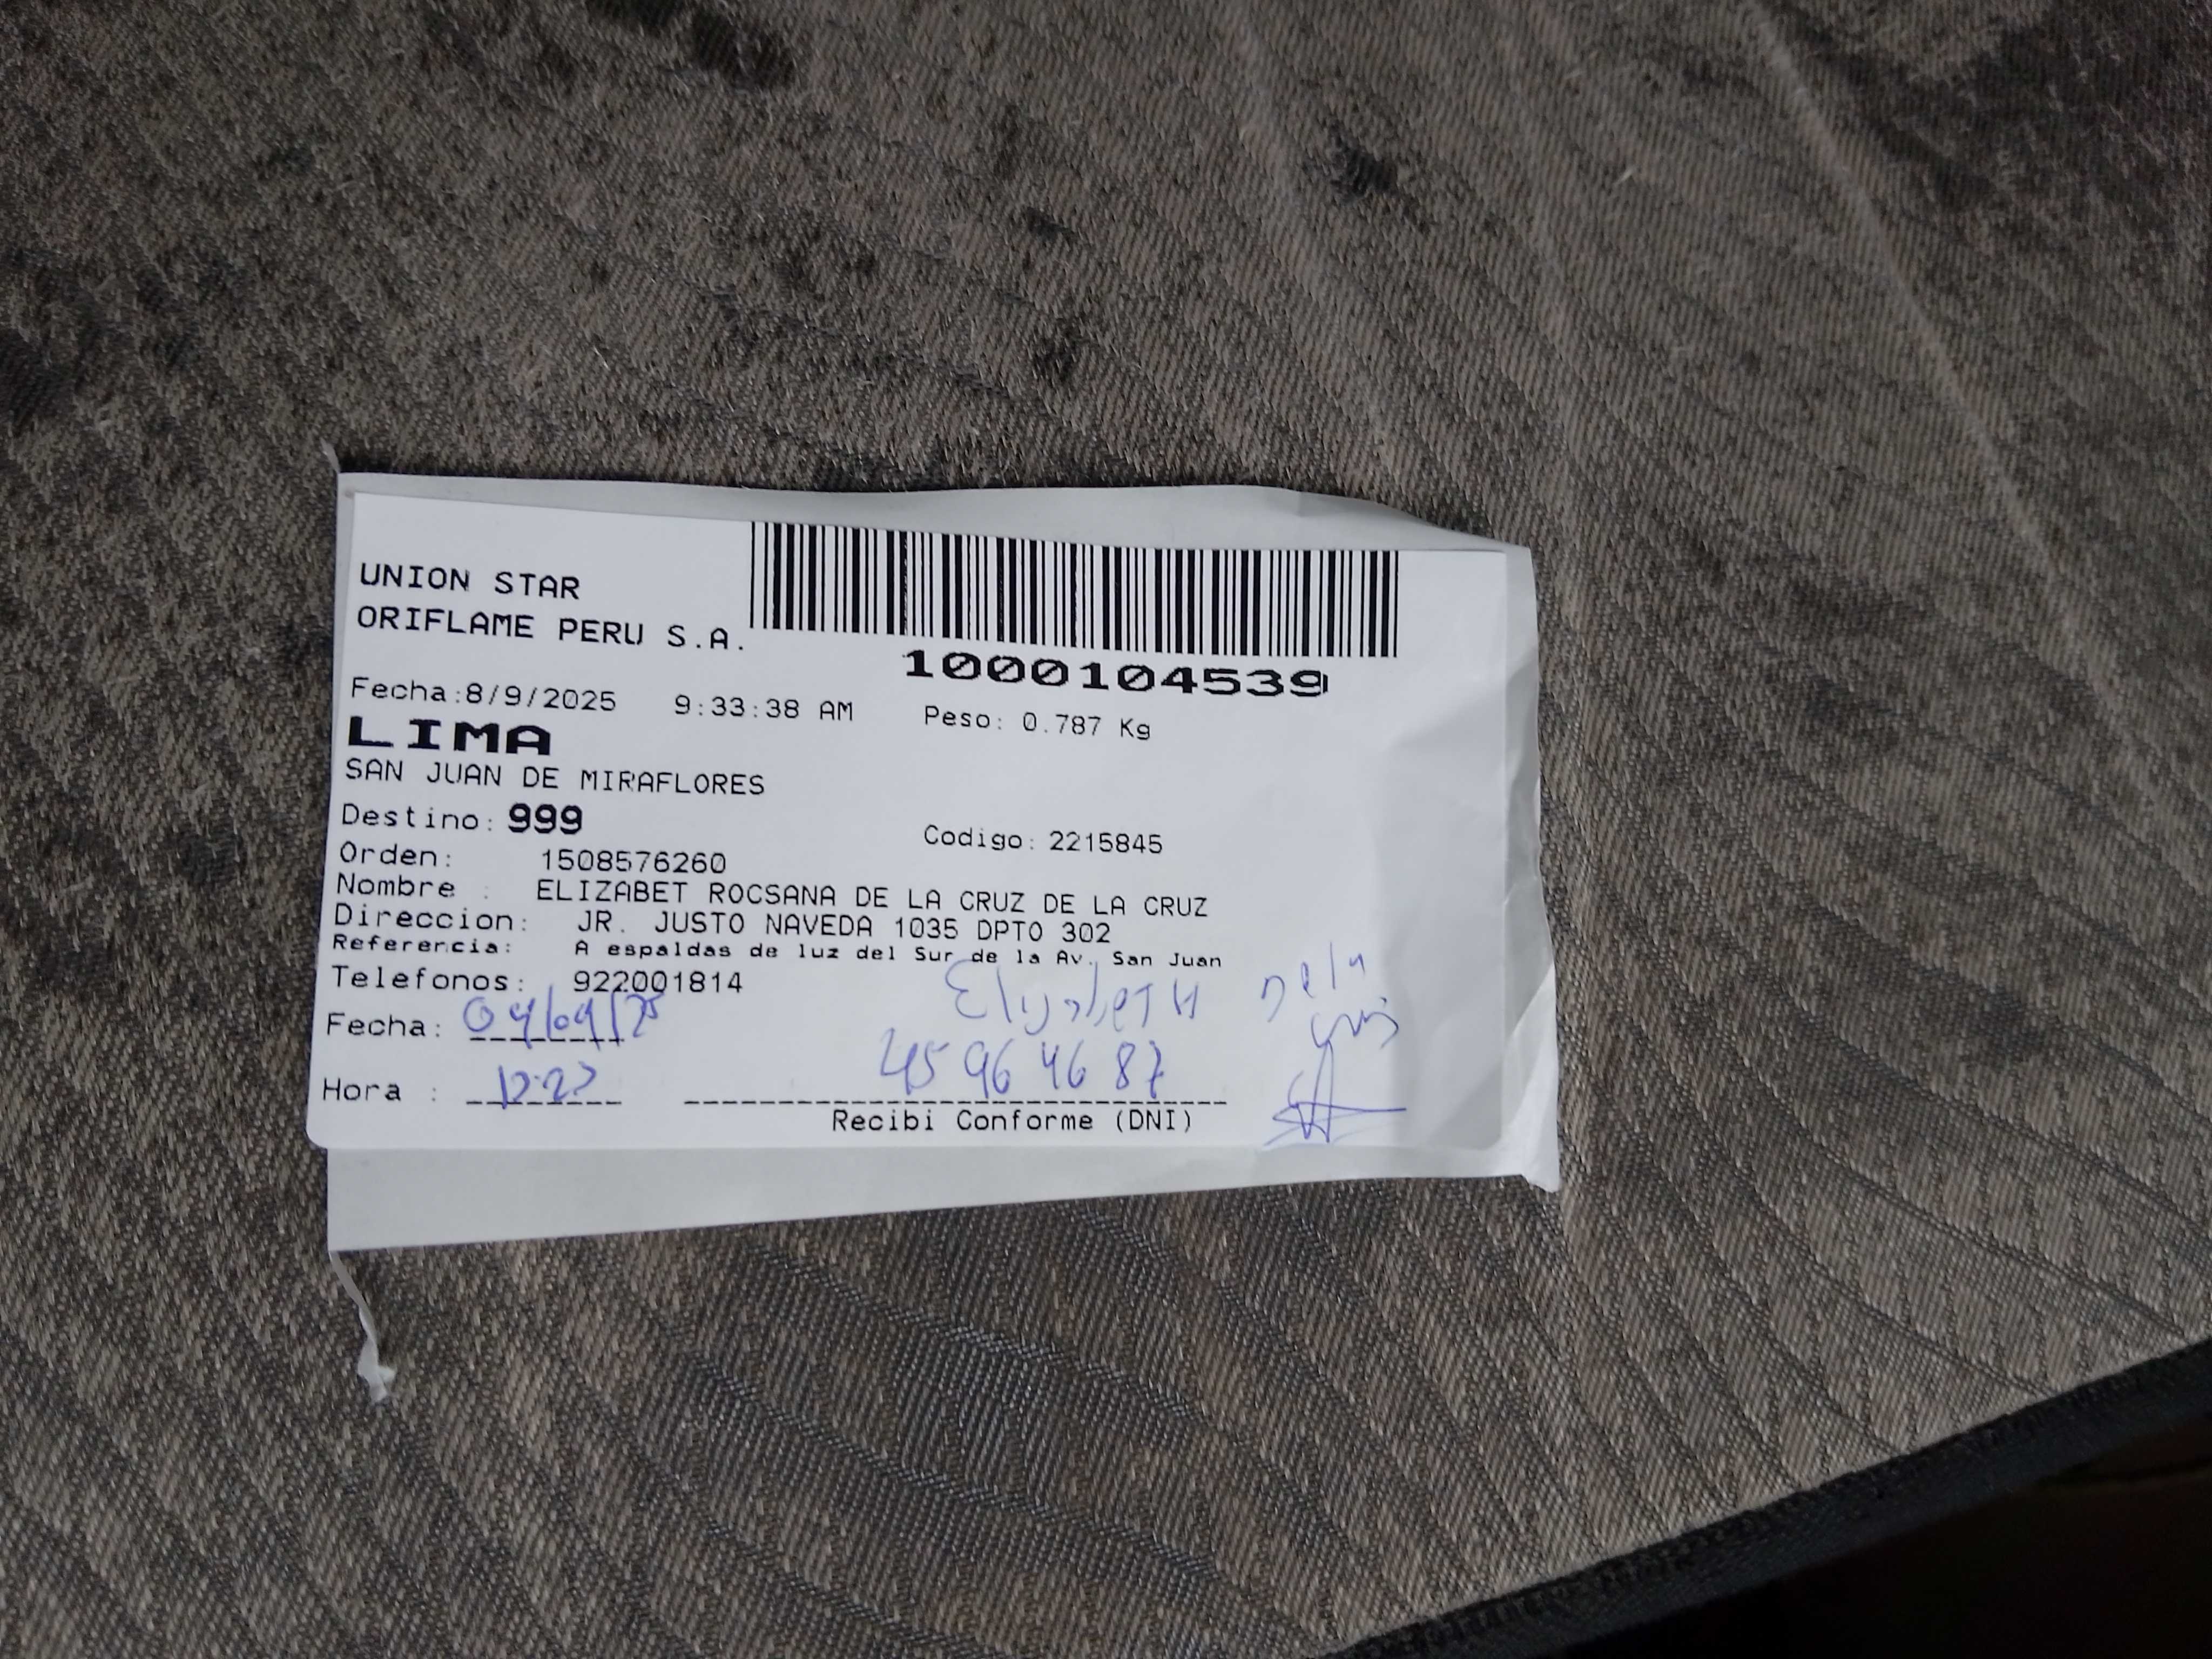 UNION STAR
ORIFLAME PERU S.A.
1000104539
Fecha:8/9/2025 9:33:38 AM Peso: 0.787 Kg
LIMA
SAN JUAN DE MIRAFLORES
Destino: 999 Codigo: 2215845
Orden: 1508576260
Nombre : ELIZABET ROCSANA DE LA CRUZ DE LA CRUZ
Direccion: JR. JUSTO NAVEDA 1035 DPTO 302
Referencia: A espaldas de luz del Sur de la Av. San Juan
Telefonos: 922001814
De la
Fecha: 09/09/25
Hora : 45964687
Recibi Conforme (DNI)